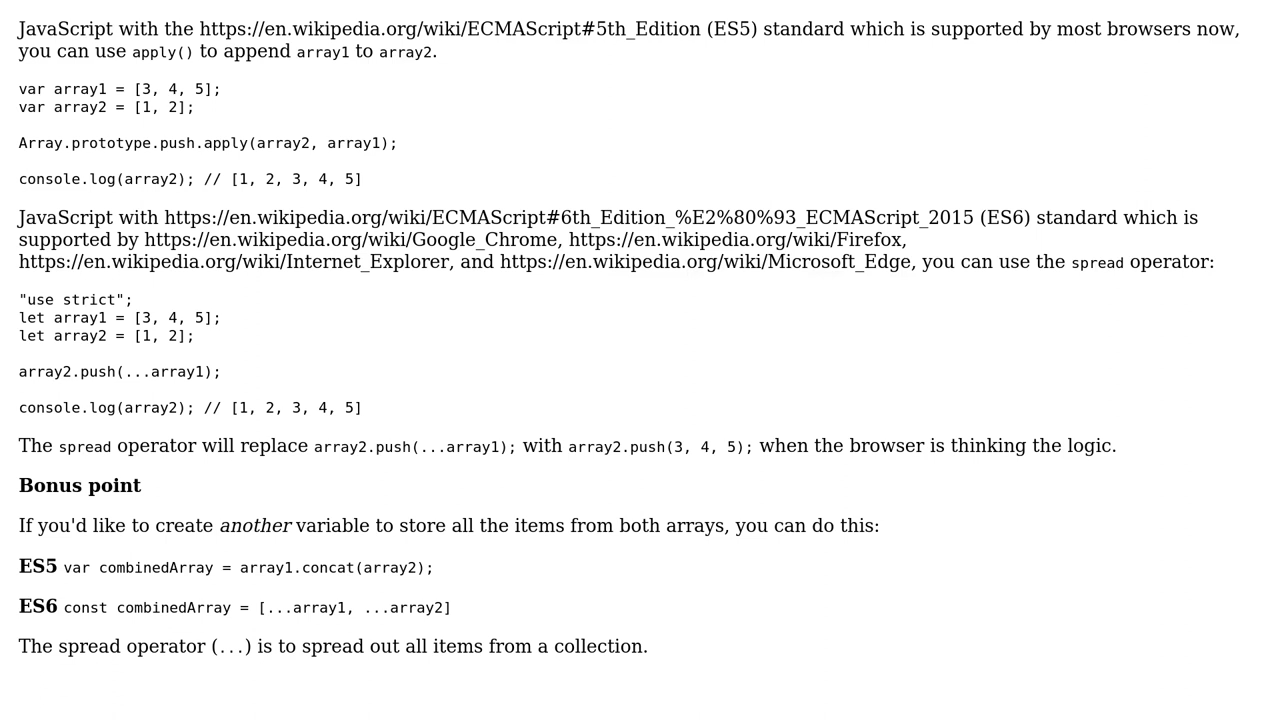 JavaScript with the https://en.wikipedia.org/wiki/ECMAScript#5th_Edition (ES5) standard which is supported by most browsers now,
you can use apply() to append array1 to array2.
var array1 = [3, 4, 5];
var array2 = [1, 2];
Array.prototype.push.apply(array2, array1);
console.log(array2); // [1, 2, 3, 4, 5]
JavaScript with https://en.wikipedia.org/wiki/ECMAScript#6th_Edition_%E2%80%93_ECMAScript_2015 (ES6) standard which is
supported by https://en.wikipedia.org/wiki/Google_Chrome, https://en.wikipedia.org/wiki/Firefox,
https://en.wikipedia.org/wiki/Internet_Explorer, and https://en.wikipedia.org/wiki/Microsoft_Edge, you can use the spread operator:
"use strict";
let array1 = [3, 4, 5];
let array2 = [1, 2];
array2.push(...array1);
console.log(array2); // [1, 2, 3, 4, 5]
The spread operator will replace array2.push(...array1); with array2.push(3, 4, 5); when the browser is thinking the logic.
Bonus point
If you'd like to create another variable to store all the items from both arrays, you can do this:
ES5 var combinedArray = array1.concat(array2);
ES6 const combinedArray = [...array1, ...array2]
The spread operator (...) is to spread out all items from a collection.